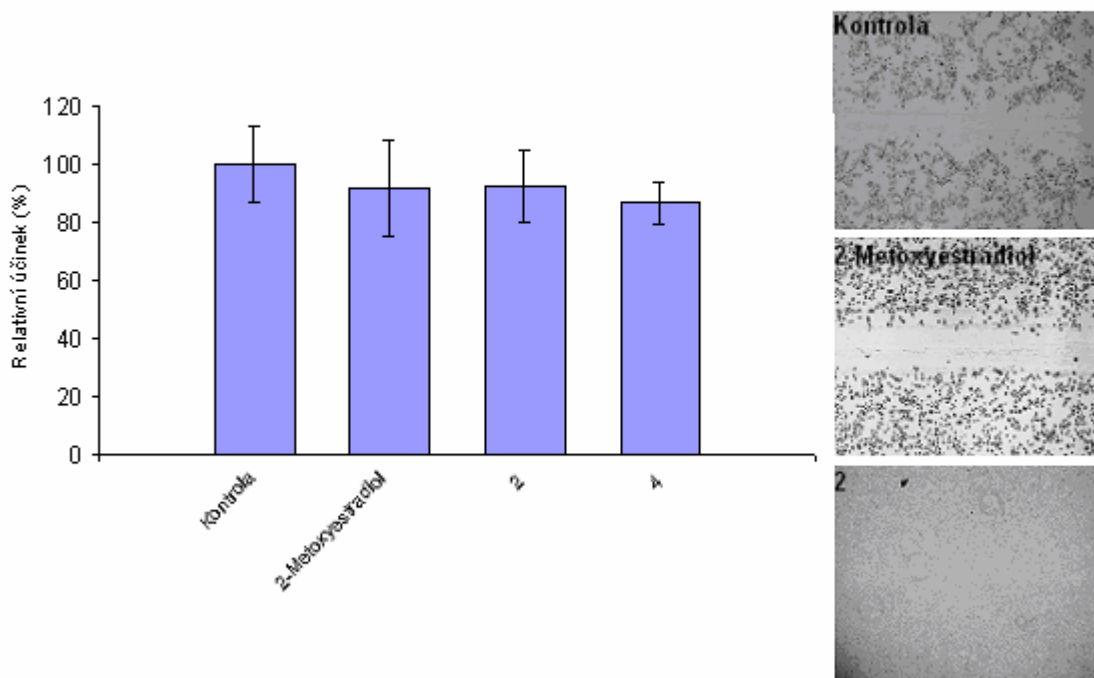 Relativní účinek (%)
120
100
80
60
40
20
0
Kontrola
2-Metoxyestradiol
2
4
Kontrola
2-Metoxyestradiol
2